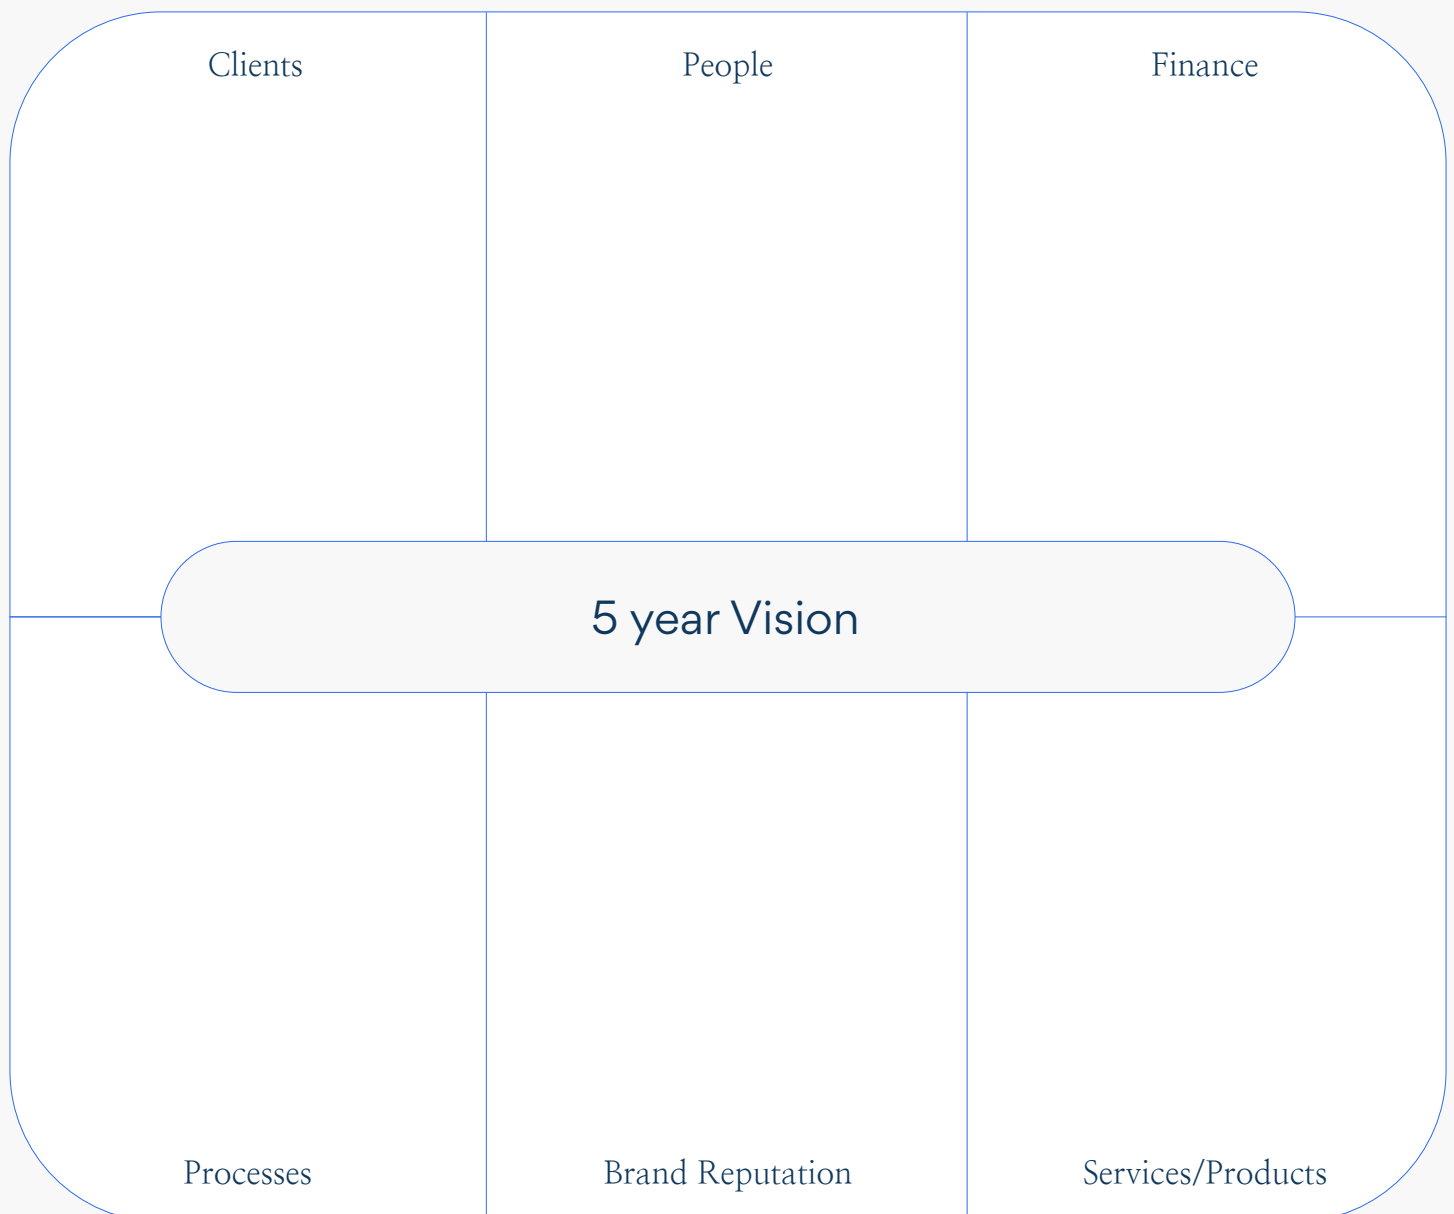 Clients
People
Finance
5 year Vision
Processes
Brand Reputation
Services/Products